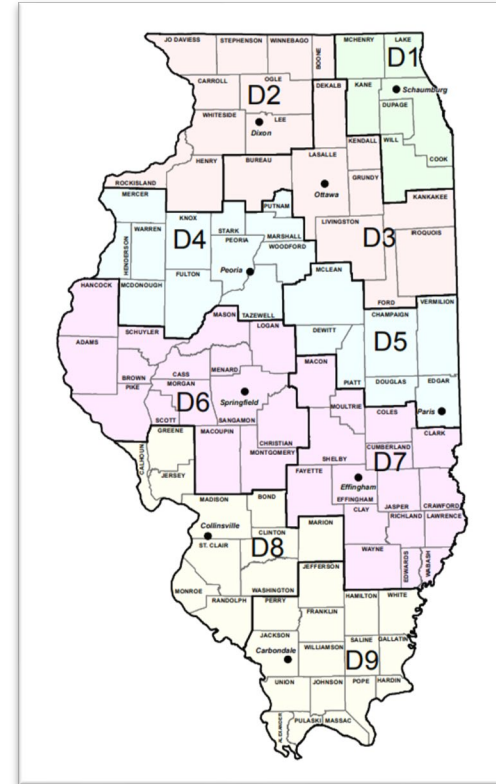 JO DAVIESS STEPHENSON WINNEBAGO BOONE MCHENRY LAKE
D1
CARROLL OGLE DEKALB KANE Schaumburg
D2
DUPAGE
WHITESIDE LEE
Dixon
KENDALL WILL
HENRY BUREAU LASALLE COOK
GRUNDY
ROCKISLAND Ottawa
MERCER KANKAKEE
PUTNAM
KNOX STARK LIVINGSTON
WARREN D4 PEORIA MARSHALL D3 IROQUOIS
HENDERSON WOODFORD
Peoria MCLEAN
FULTON
HANCOCK MCDONOUGH FORD VERMILION
MASON TAZEWELL CHAMPAIGN
SCHUYLER LOGAN DEWITT
ADAMS D5
MENARD MACON
CASS
BROWN MORGAN PIATT DOUGLAS EDGAR
PIKE Springfield MOULTRIE Paris
D6 COLES
SCOTT SANGAMON
GREENE MACOUPIN CHRISTIAN CLARK
CUMBERLAND
CALHOUN MONTGOMERY SHELBY D7
FAYETTE
JERSEY Effingham
MADISON BOND EFFINGHAM JASPER CRAWFORD
CLAY RICHLAND LAWRENCE
Collinsville MARION
CLINTON
ST. CLAIR D8 WAYNE EDWARDS WABASH
JEFFERSON
MONROE WASHINGTON HAMILTON WHITE
RANDOLPH PERRY
FRANKLIN
JACKSON SALINE GALLATIN
Carbondale WILLIAMSON
D9
UNION JOHNSON POPE HARDIN
ALEXANDER PULASKI MASSAC